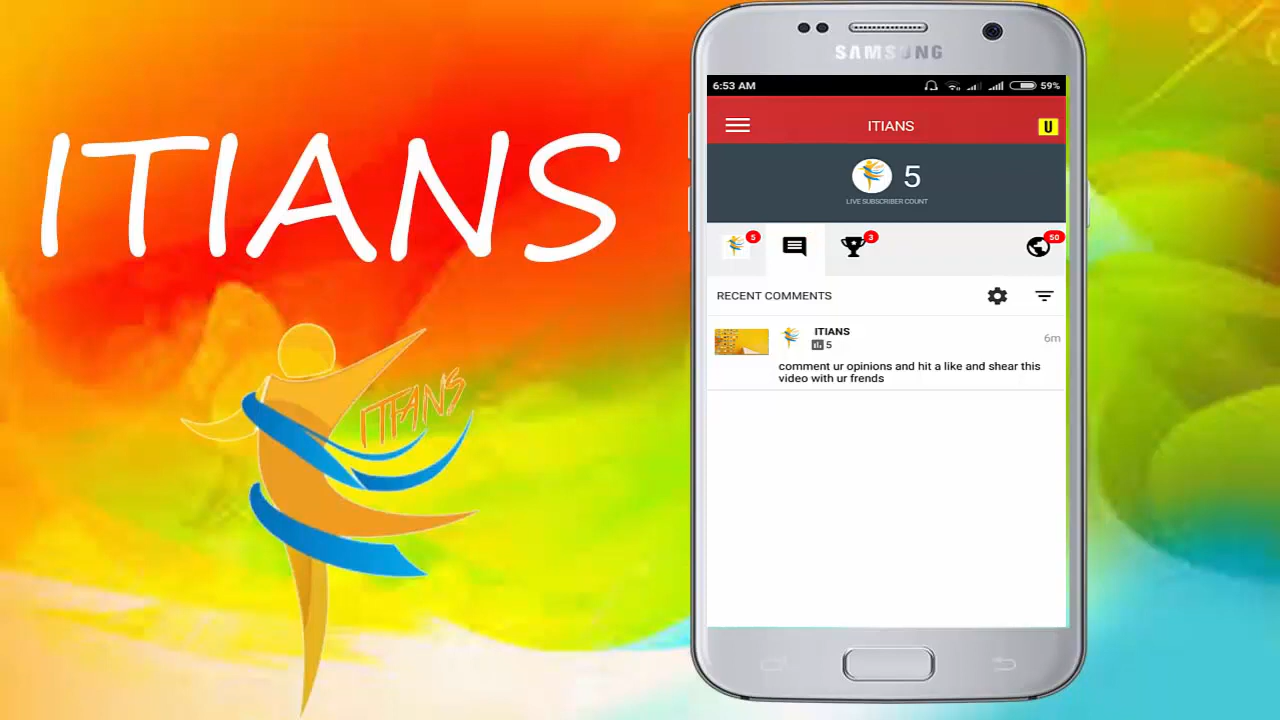 ITIANS
ITIANS
SAMSUNG
6:53 AM
59%
ITIANS
U
5
LIVE SUBSCRIBER COUNT
5
3
50
RECENT COMMENTS
ITIANS
6m
5
comment ur opinions and hit a like and shear this
video with ur frends